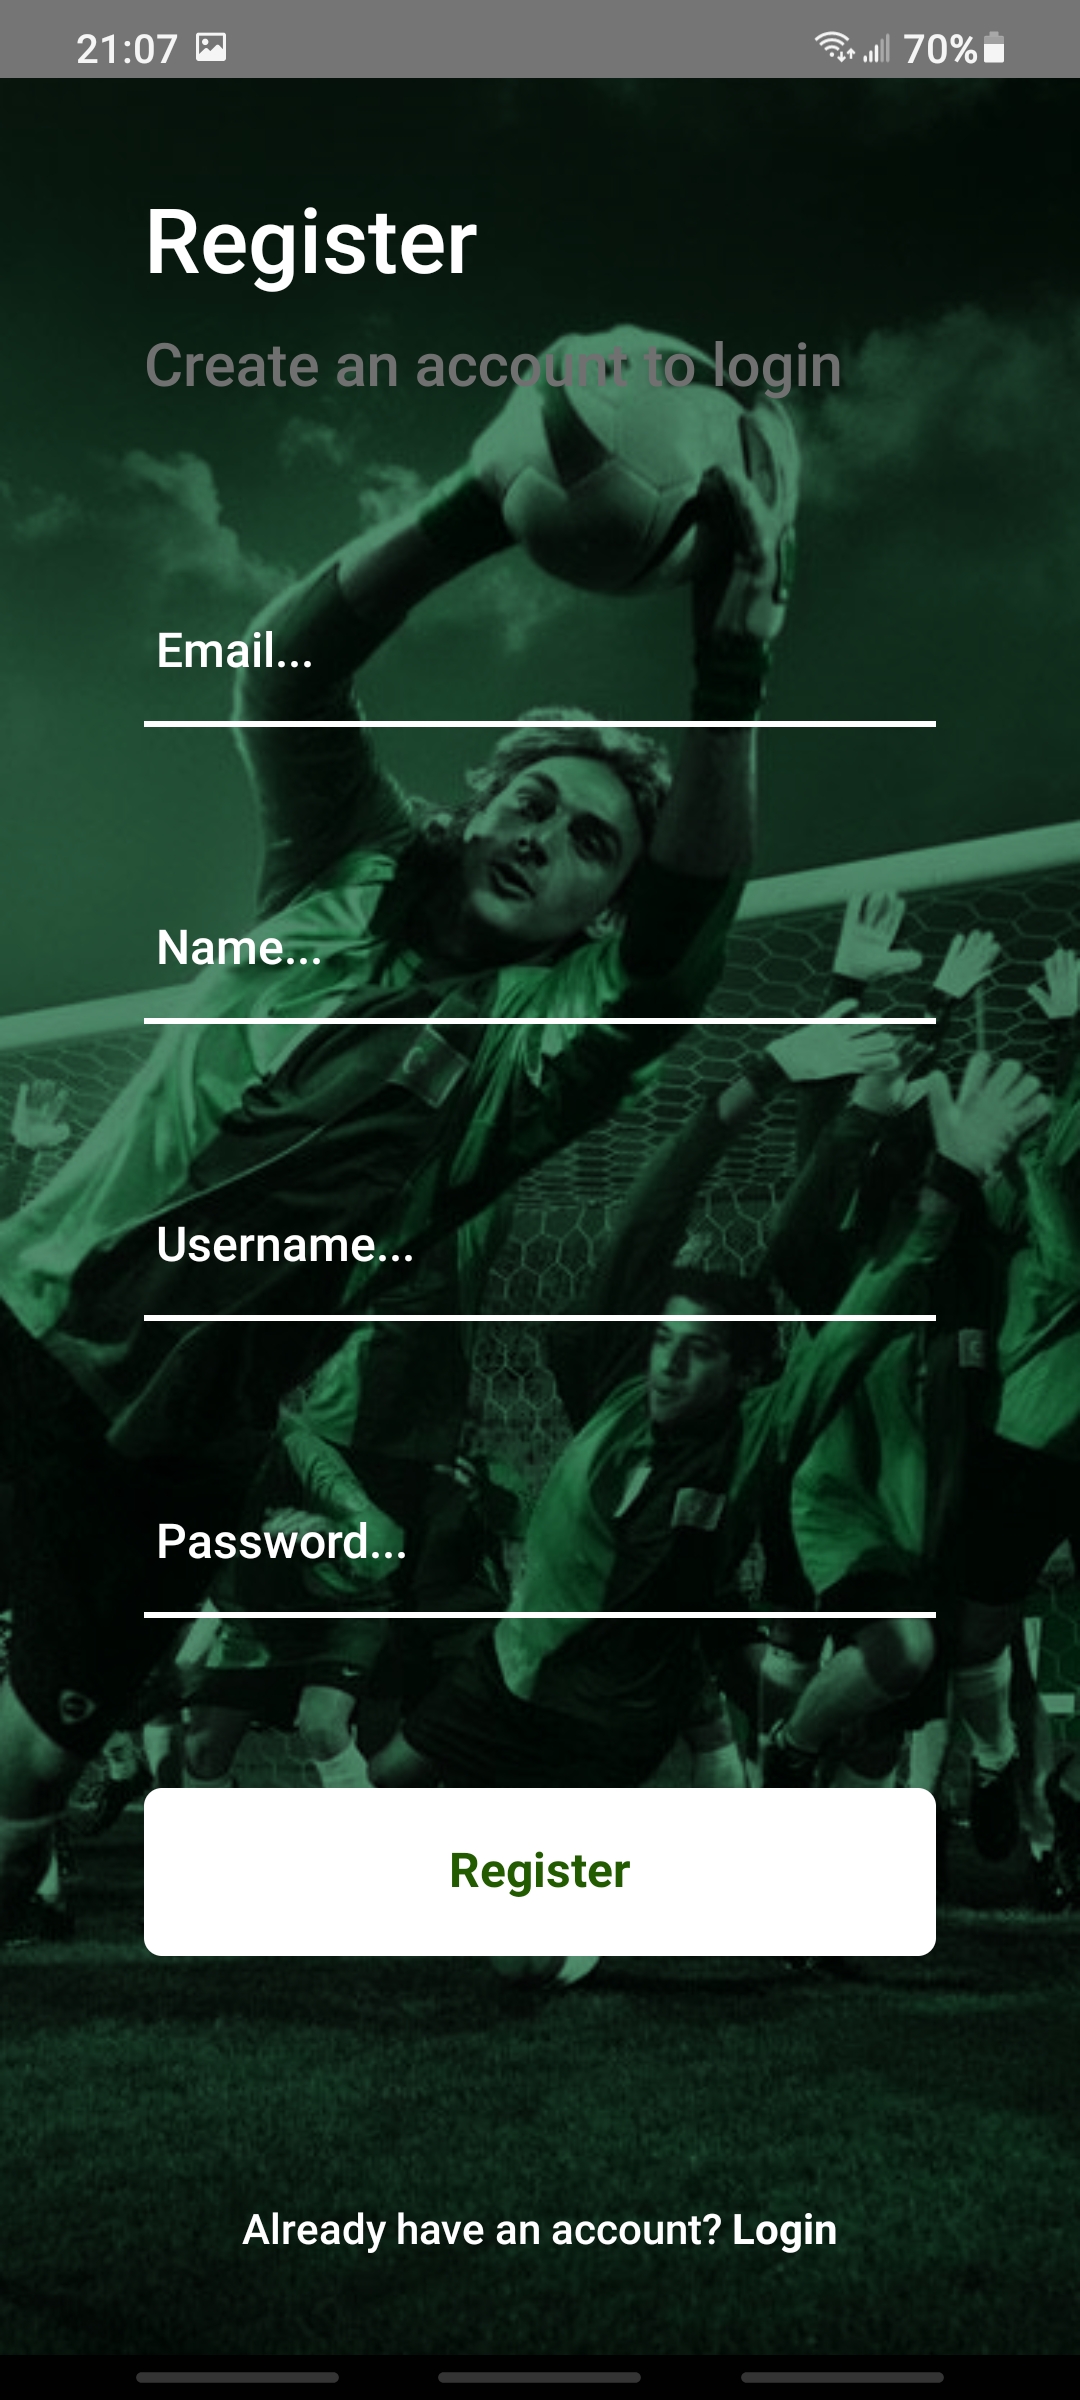 21:07 70%
Register
Create an account to login
Email...
Name...
Username...
Password...
Register
Already have an account? Login